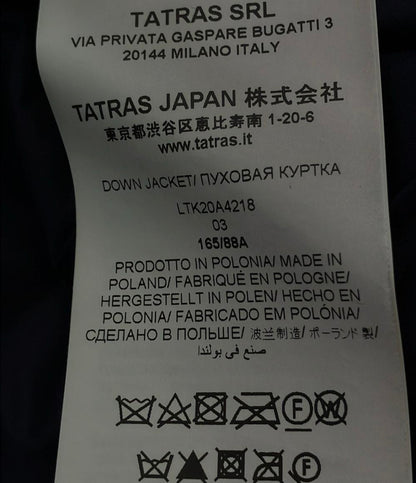 TATRAS SRL
VIA PRIVATA GASPARE BUGATTI 3
20144 MILANO ITALY
TATRAS JAPAN 株式会社
東京都渋谷区恵比寿南 1-20-6
www.tatras.it
DOWN JACKET/ ПУХОВАЯ КУРТКА
LTK20A4218
03
165/88A
PRODOTTO IN POLONIA/ MADE IN
POLAND/ FABRIQUÉ EN POLOGNE/
HERGESTELLT IN POLEN/ HECHO EN
POLONIA/ FABRICADO EM POLÓNIA/
СДЕЛАНО В ПОЛЬШЕ/ 波兰制造/ ポーランド製/
صنع في بولندا
F W
F